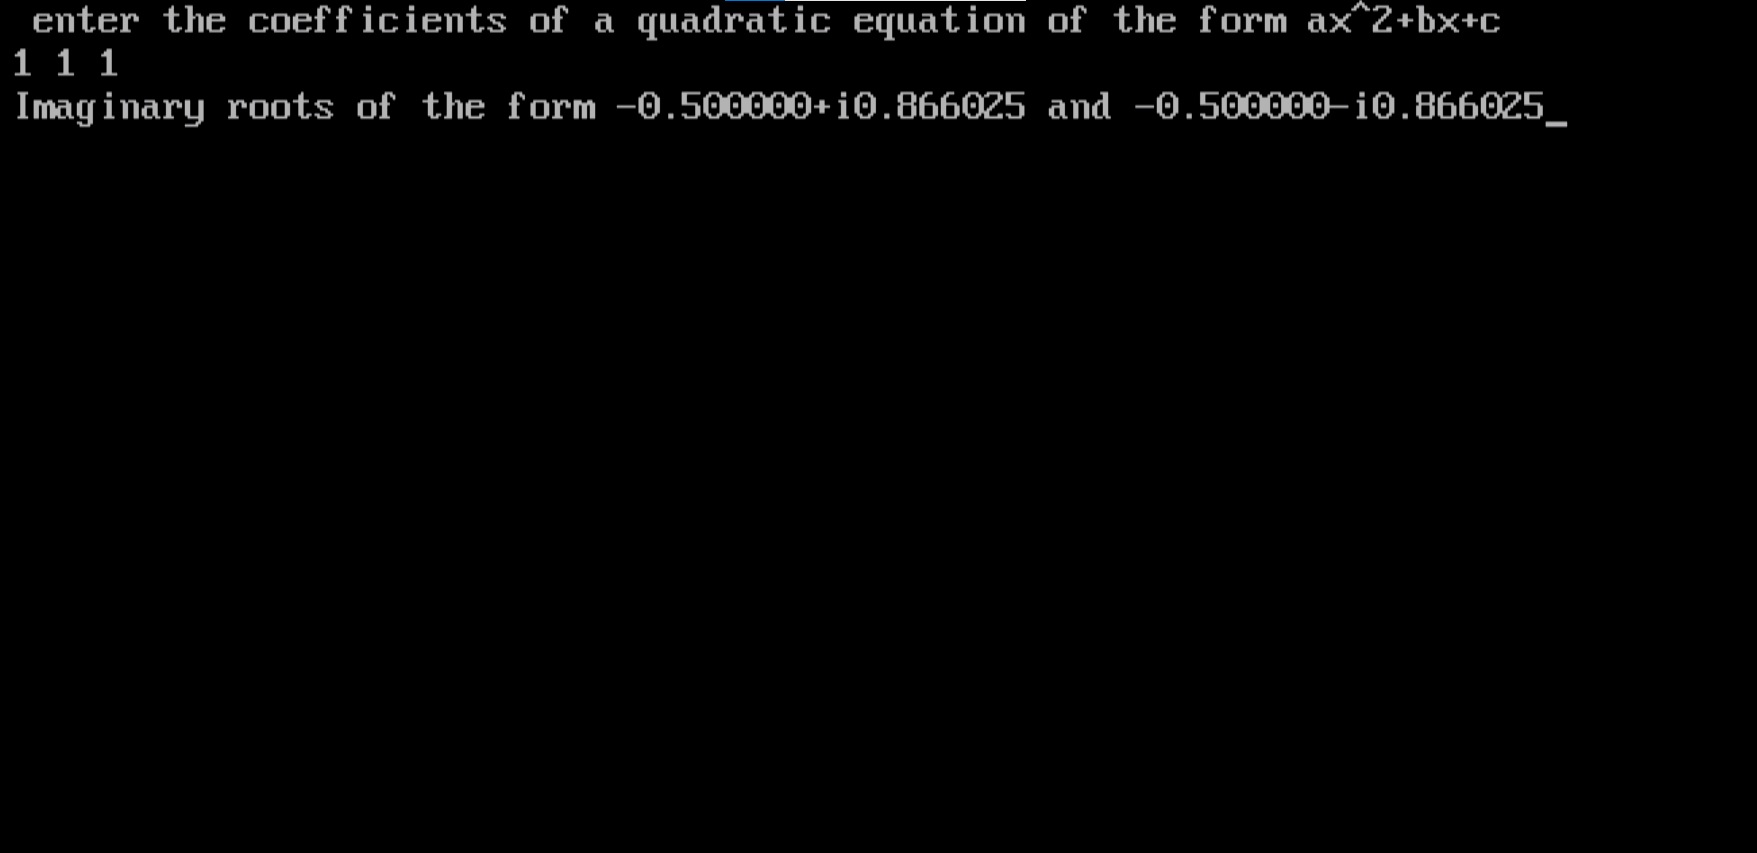 enter the coefficients of a quadratic equation of the form ax^2+bx+c
1 1 1
Imaginary roots of the form -0.500000+i0.866025 and -0.500000-i0.866025_